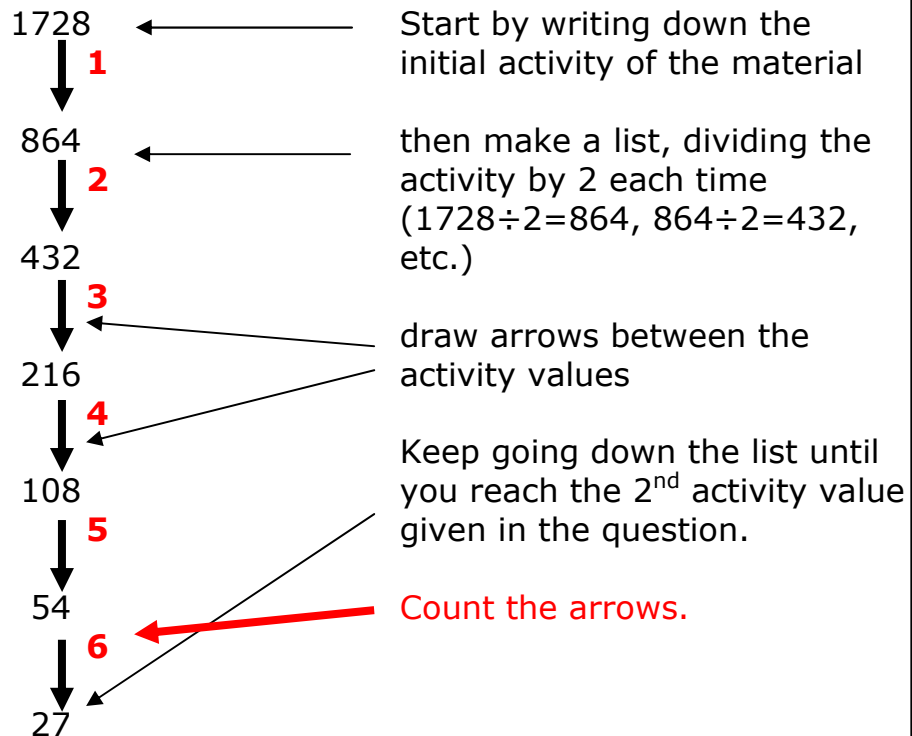 1728
1
864
2
432
3
216
4
108
5
54
6
27
Start by writing down the
initial activity of the material
then make a list, dividing the
activity by 2 each time
(1728÷2=864, 864÷2=432,
etc.)
draw arrows between the
activity values
Keep going down the list until
you reach the 2nd activity value
given in the question.
Count the arrows.